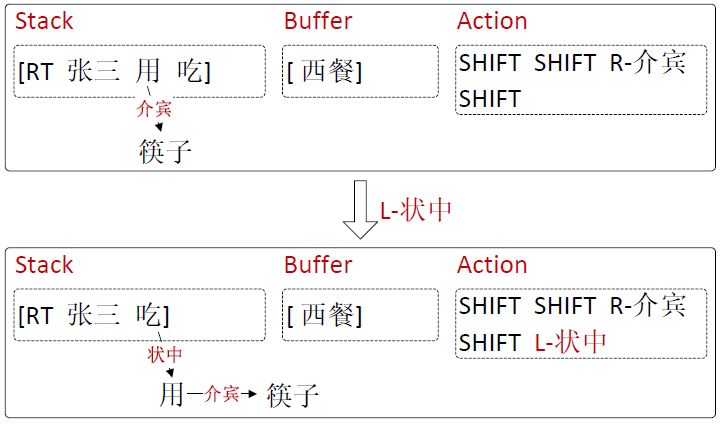 Stack Buffer Action
[RT 张三 用 吃] [ 西餐] SHIFT SHIFT R-介宾
SHIFT
介宾
筷子
L-状中
Stack Buffer Action
[RT 张三 吃] [ 西餐] SHIFT SHIFT R-介宾
SHIFT L-状中
状中
用 介宾 筷子